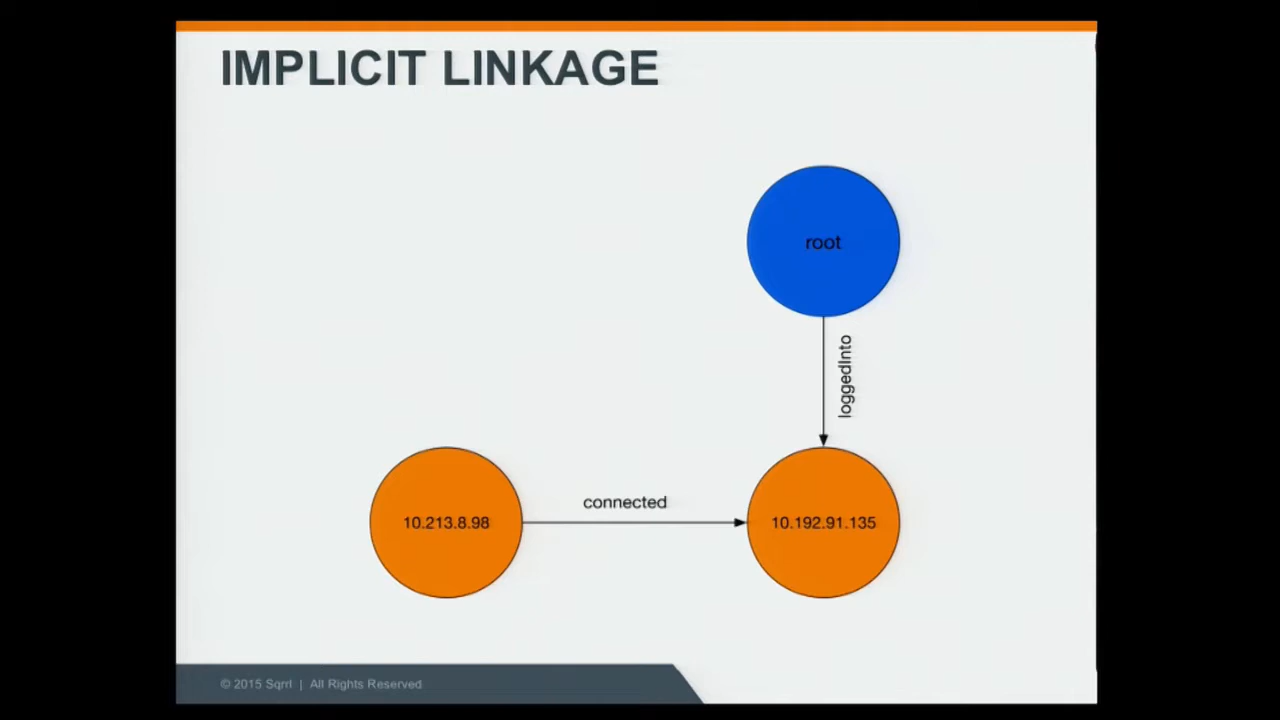 IMPLICIT LINKAGE
root
loggedInto
connected
10.213.8.98
10.192.91.135
© 2015 Sqrrl | All Rights Reserved